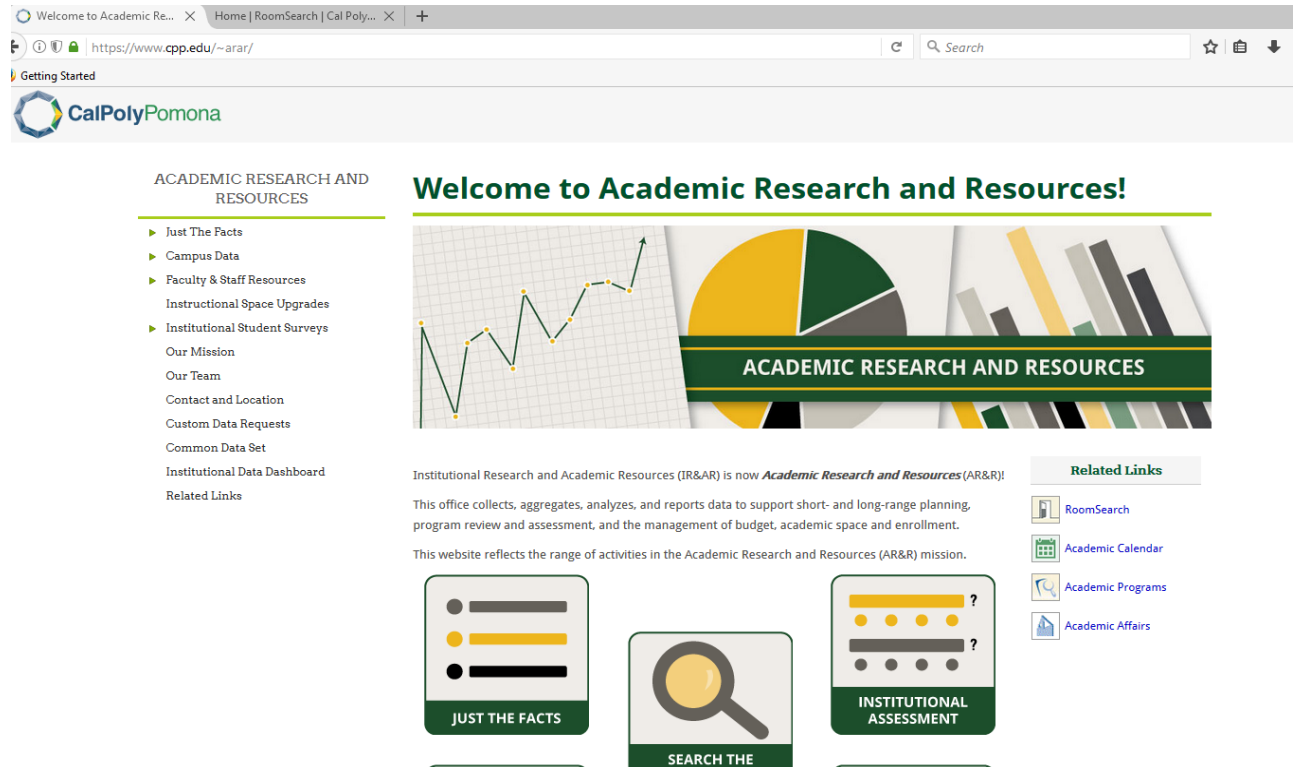 Welcome to Academic Re...
Home | RoomSearch | Cal Poly...
https://www.cpp.edu/~arar/
Search
Getting Started
CalPolyPomona
ACADEMIC RESEARCH AND
RESOURCES
Just The Facts
Campus Data
Faculty & Staff Resources
Instructional Space Upgrades
Institutional Student Surveys
Our Mission
Our Team
Contact and Location
Custom Data Requests
Common Data Set
Institutional Data Dashboard
Related Links
Welcome to Academic Research and Resources!
ACADEMIC RESEARCH AND RESOURCES
Institutional Research and Academic Resources (IR&AR) is now Academic Research and Resources (AR&R)!
This office collects, aggregates, analyzes, and reports data to support short- and long-range planning,
program review and assessment, and the management of budget, academic space and enrollment.
This website reflects the range of activities in the Academic Research and Resources (AR&R) mission.
JUST THE FACTS
SEARCH THE
?
?
INSTITUTIONAL
ASSESSMENT
Related Links
RoomSearch
Academic Calendar
Academic Programs
Academic Affairs